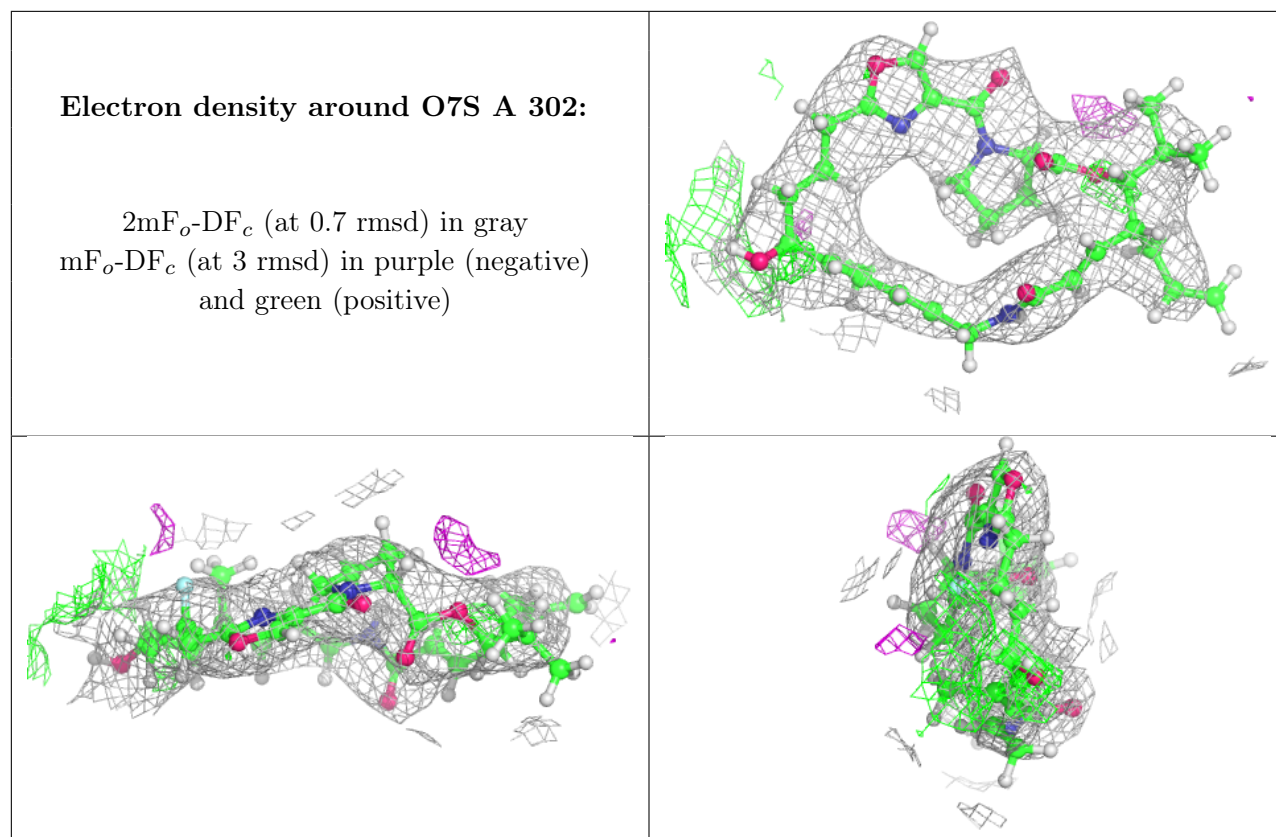 Electron density around O7S A 302:
2mFo-DFc (at 0.7 rmsd) in gray
mFo-DFc (at 3 rmsd) in purple (negative)
and green (positive)